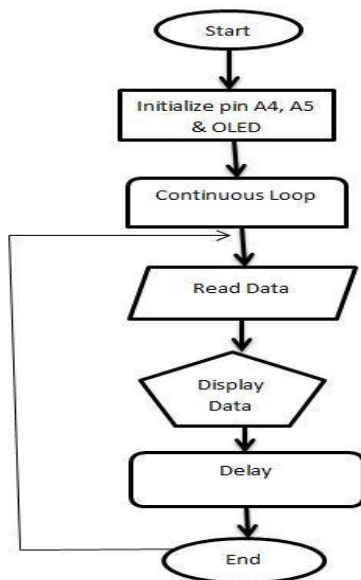 Start
Initialize pin A4, A5
& OLED
Continuous Loop
Read Data
Display
Data
Delay
End